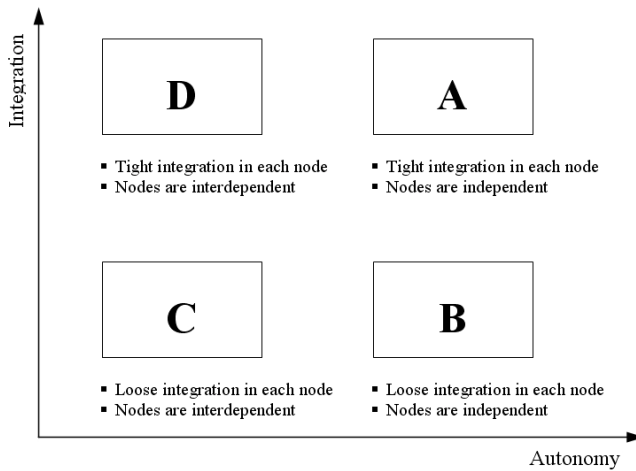 Integration
D
A
▪ Tight integration in each node
▪ Nodes are interdependent
▪ Tight integration in each node
▪ Nodes are independent
C
B
▪ Loose integration in each node
▪ Nodes are interdependent
▪ Loose integration in each node
▪ Nodes are independent
Autonomy